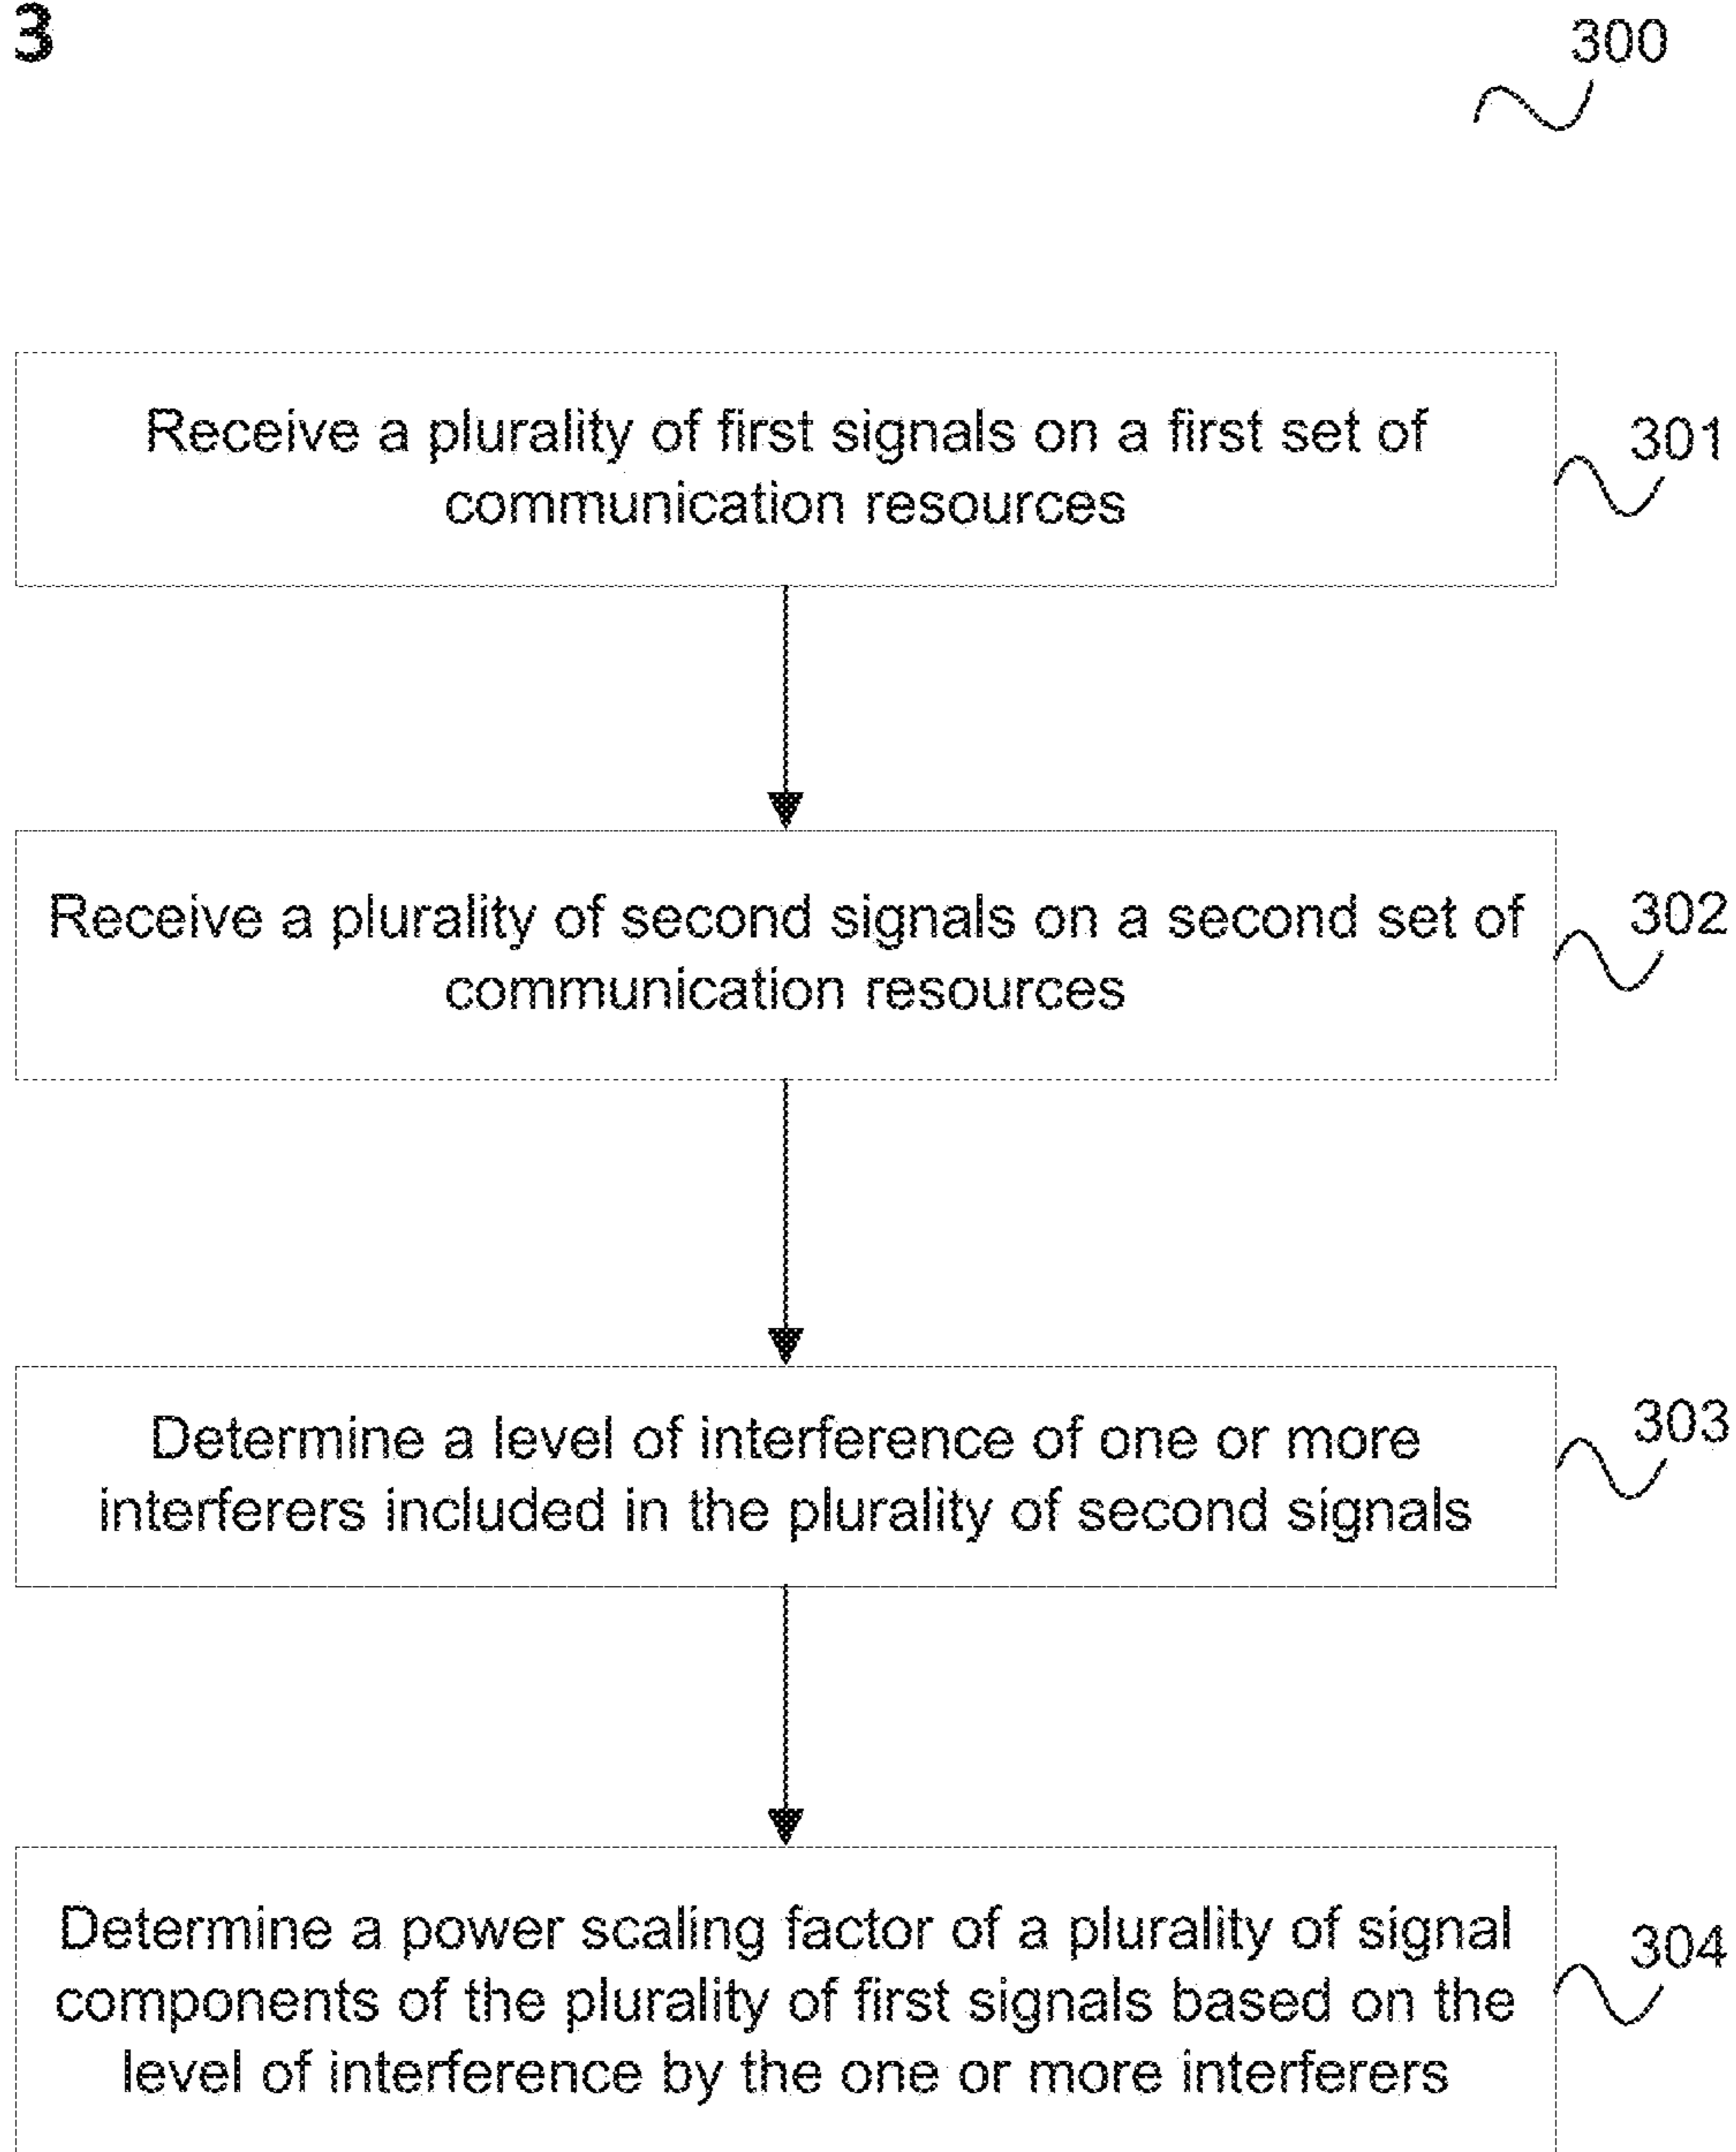 3
300
Receive a plurality of first signals on a first set of
communication resources
301
Receive a plurality of second signals on a second set of
communication resources
302
Determine a level of interference of one or more
interferers included in the plurality of second signals
303
Determine a power scaling factor of a plurality of signal
components of the plurality of first signals based on the
level of interference by the one or more interferers
304